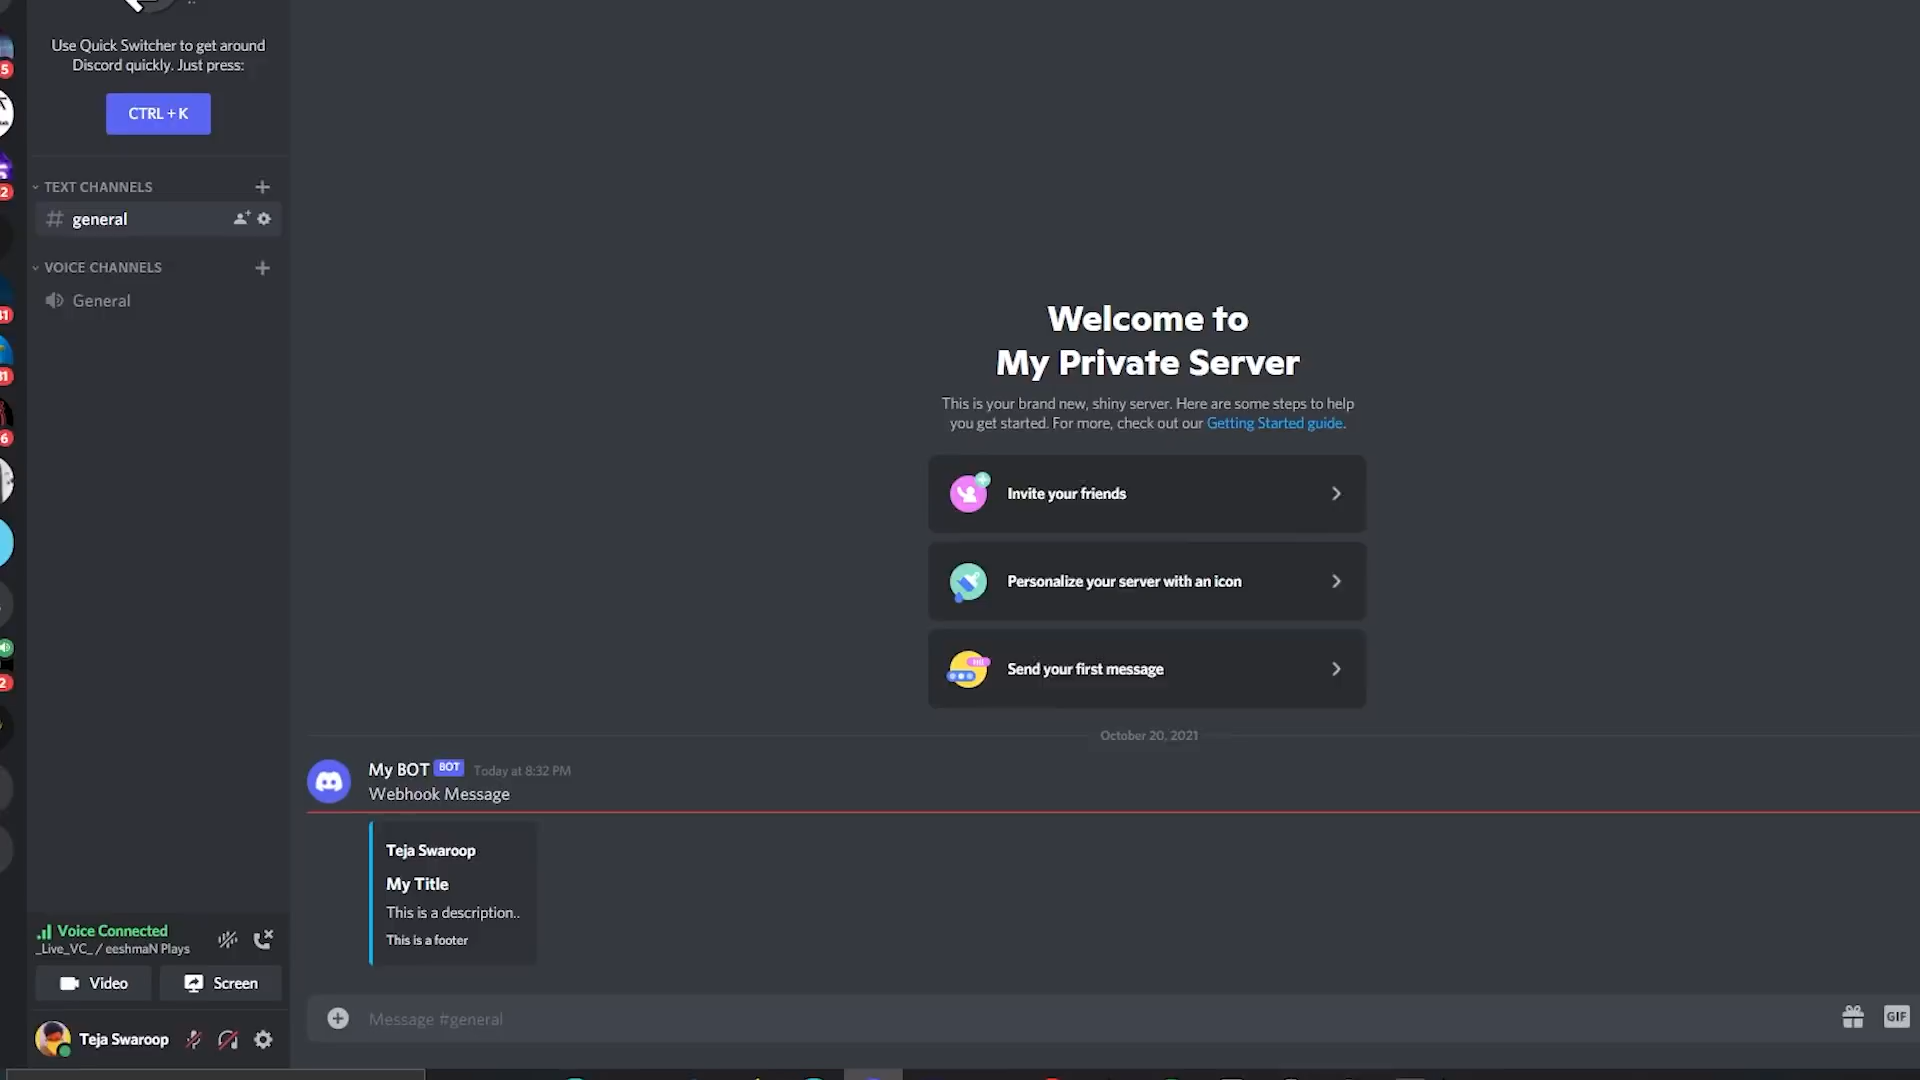 Use Quick Switcher to get around
Discord quickly. Just press:
CTRL + K
TEXT CHANNELS
general
VOICE CHANNELS
General
Voice Connected
_Live_VC_ / eeshmaN Plays
Video
Screen
Teja Swaroop
Welcome to
My Private Server
This is your brand new, shiny server. Here are some steps to help
you get started. For more, check out our Getting Started guide.
Invite your friends
Personalize your server with an icon
Send your first message
October 20, 2021
My BOT BOT Today at 8:32 PM
Webhook Message
Teja Swaroop
My Title
This is a description..
This is a footer
Message #general
GIF